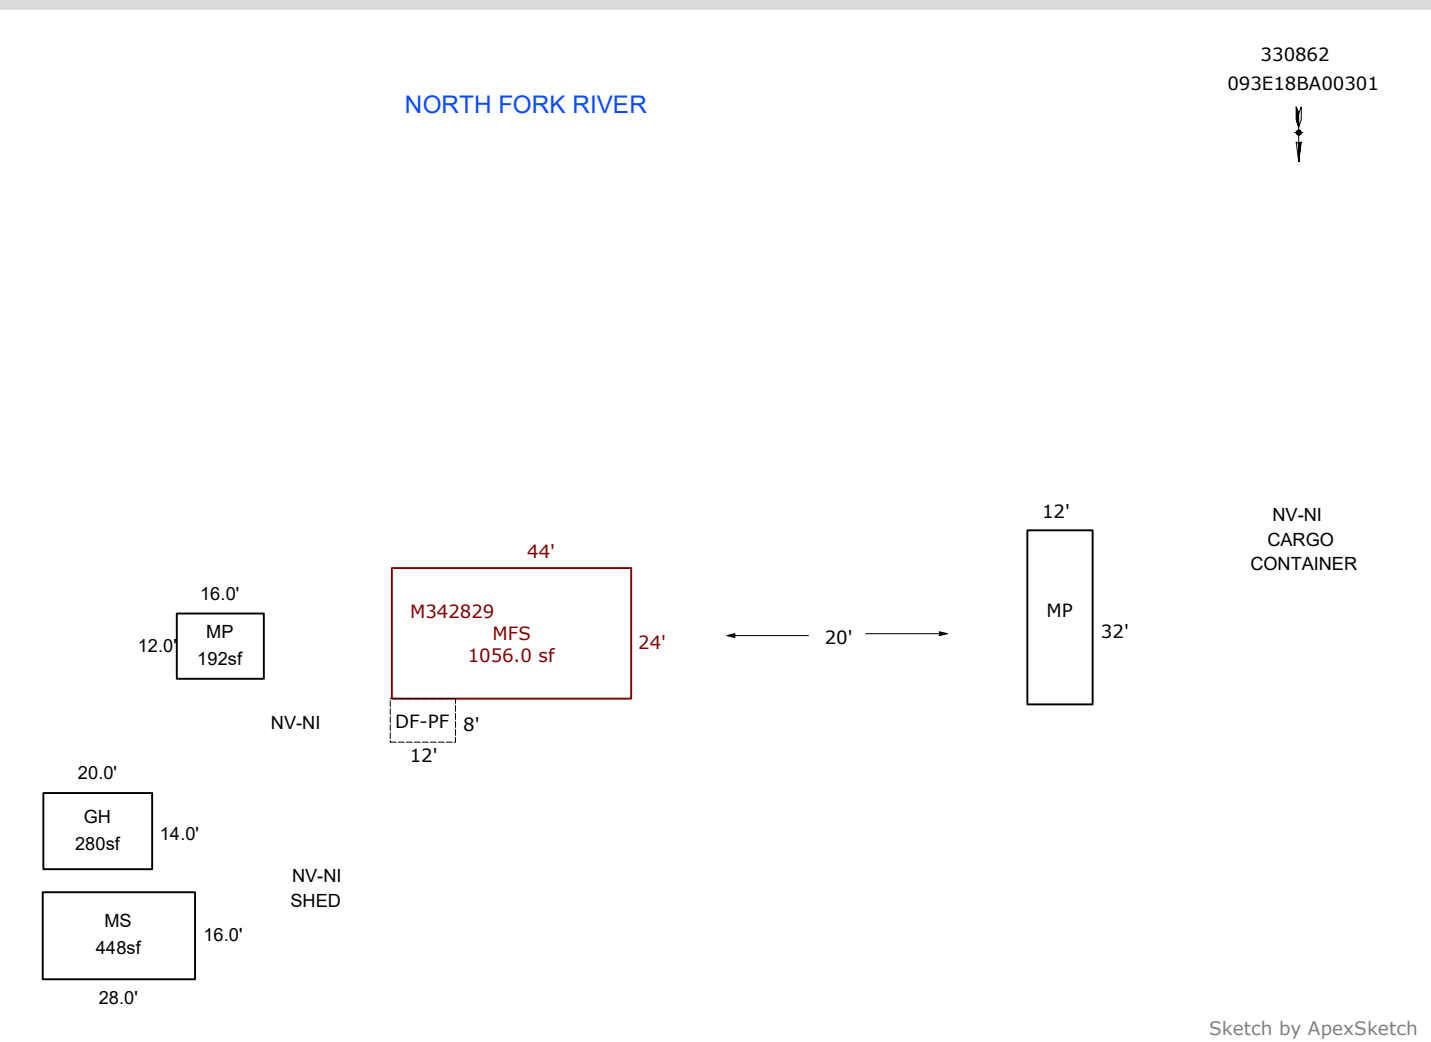 330862
093E18BA00301
NORTH FORK RIVER
12'
NV-NI
CARGO
CONTAINER
44'
16.0'
M342829
MP
MFS
MP
12.0'
192sf
1056.0 sf
24'
20'
32'
NV-NI
DF-PF
8'
12'
20.0'
GH
280sf
14.0'
NV-NI
SHED
MS
448sf
16.0'
28.0'
Sketch by ApexSketch